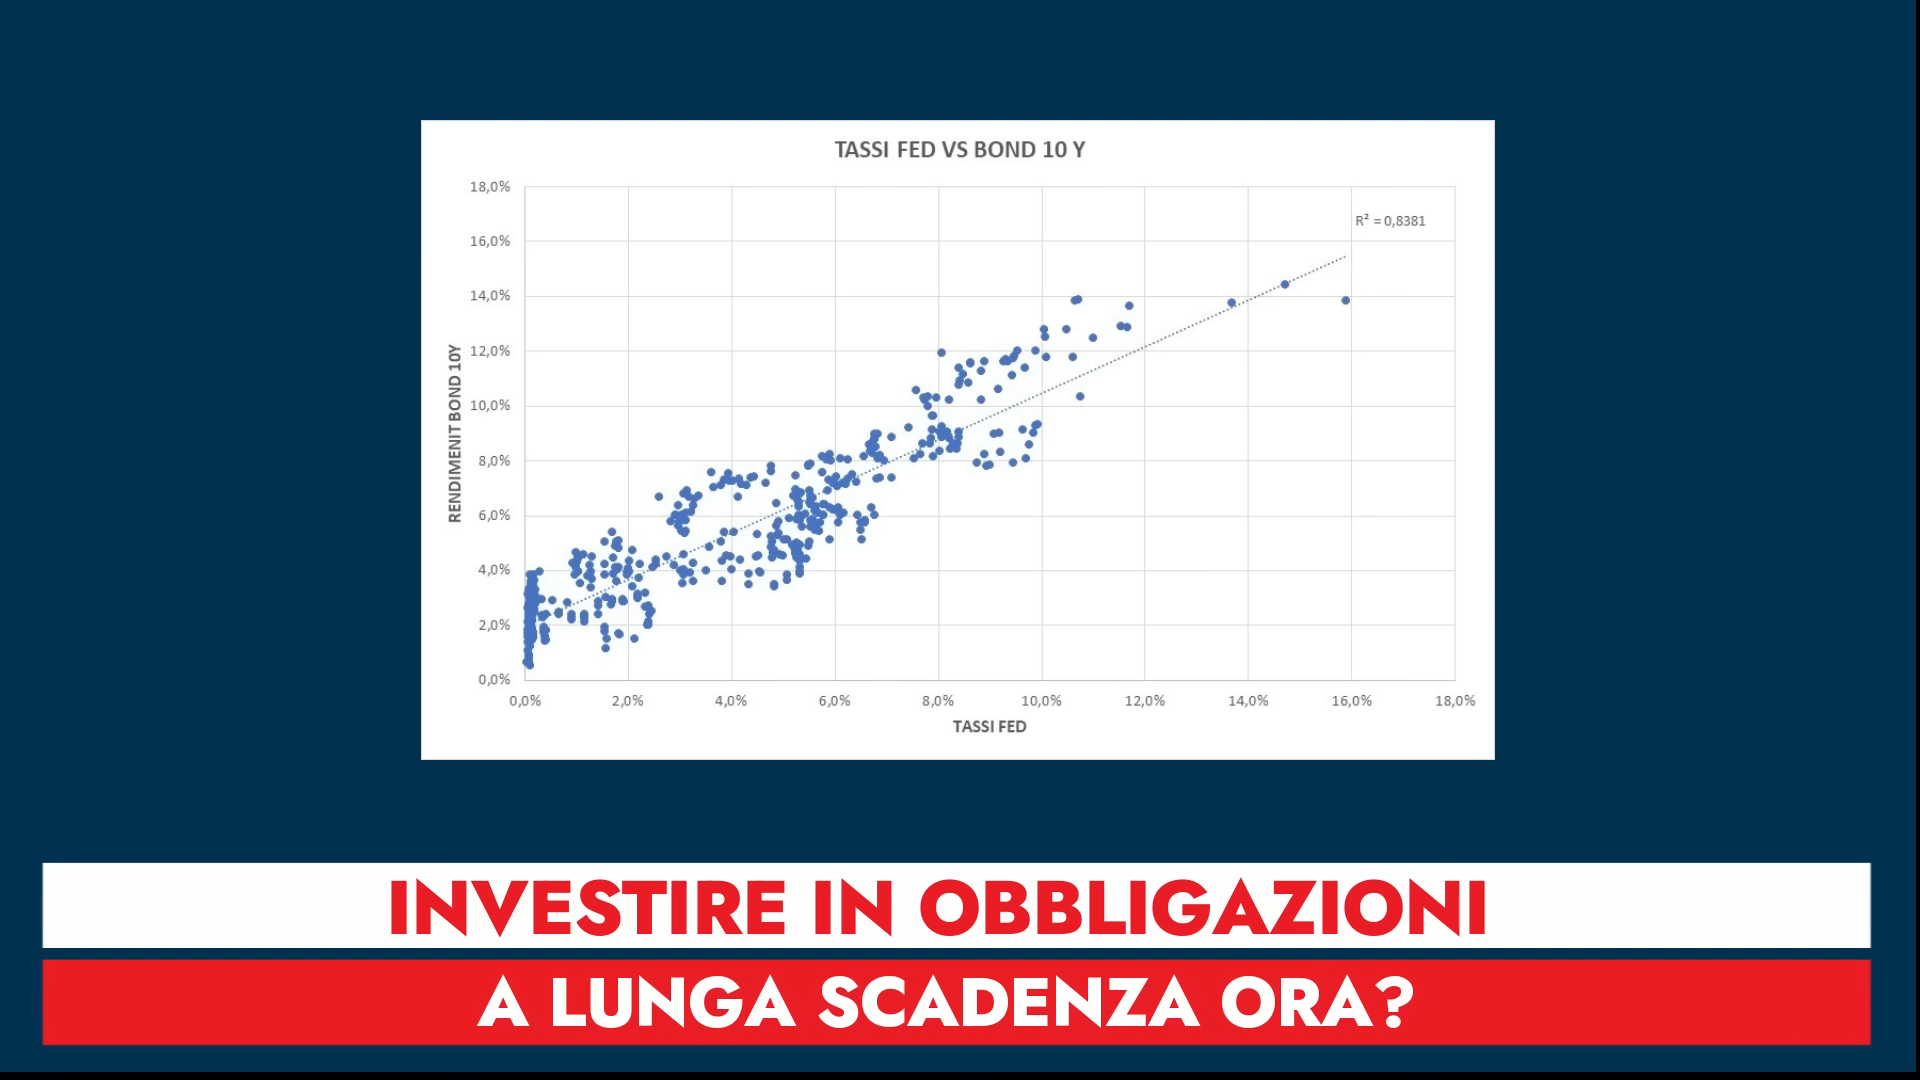 TASSI FED VS BOND 10 Y
18,0%
R² = 0,8381
16,0%
14,0%
12,0%
10,0%
8,0%
6,0%
4,0%
2,0%
0,0%
RENDIMENIT BOND 10Y
0,0% 2,0% 4,0% 6,0% 8,0% 10,0% 12,0% 14,0% 16,0% 18,0%
TASSI FED
INVESTIRE IN OBBLIGAZIONI
A LUNGA SCADENZA ORA?